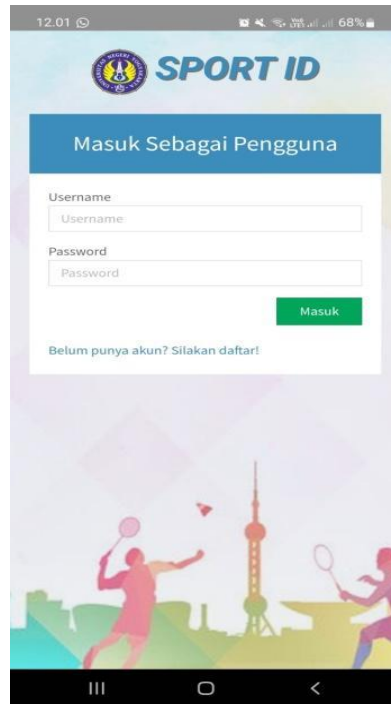 12.01
68%
SPORT ID
Masuk Sebagai Pengguna
Username
Username
Password
Password
Masuk
Belum punya akun? Silakan daftar!